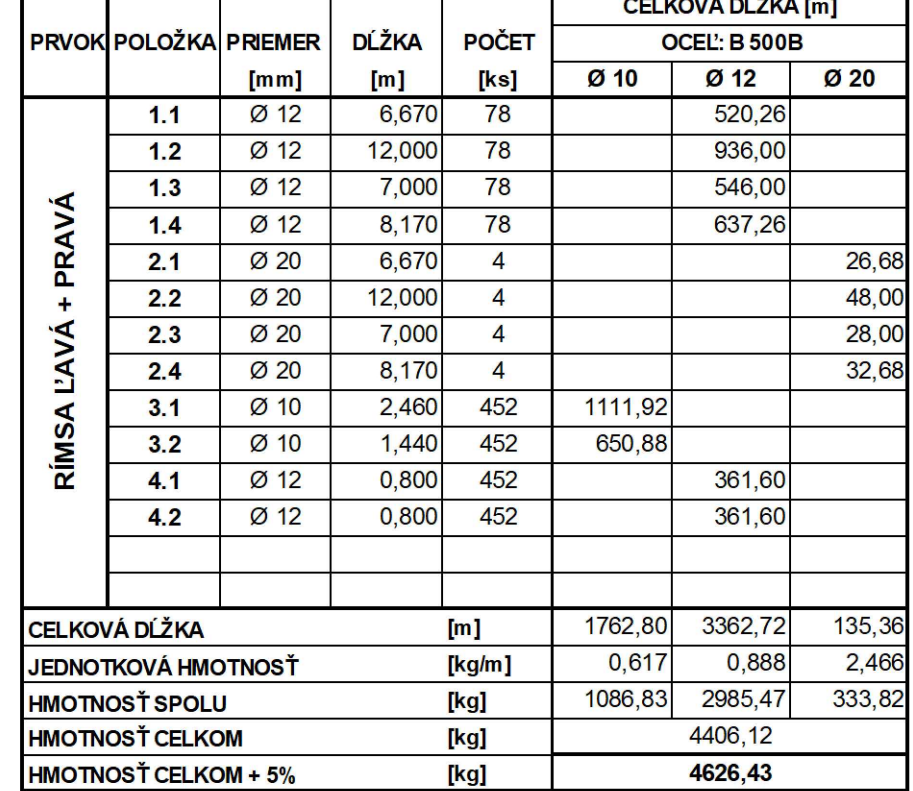 CELKOVÁ DĹŽKA [m]
PRVOK POLOŽKA PRIEMER DĹŽKA POČET OCEĽ: B 500B
[mm] [m] [ks] Ø 10 Ø 12 Ø 20
RÍMSA ĽAVÁ + PRAVÁ
1.1 Ø 12 6,670 78 520,26
1.2 Ø 12 12,000 78 936,00
1.3 Ø 12 7,000 78 546,00
1.4 Ø 12 8,170 78 637,26
2.1 Ø 20 6,670 4 26,68
2.2 Ø 20 12,000 4 48,00
2.3 Ø 20 7,000 4 28,00
2.4 Ø 20 8,170 4 32,68
3.1 Ø 10 2,460 452 1111,92
3.2 Ø 10 1,440 452 650,88
4.1 Ø 12 0,800 452 361,60
4.2 Ø 12 0,800 452 361,60
CELKOVÁ DĹŽKA [m] 1762,80 3362,72 135,36
JEDNOTKOVÁ HMOTNOSŤ [kg/m] 0,617 0,888 2,466
HMOTNOSŤ SPOLU [kg] 1086,83 2985,47 333,82
HMOTNOSŤ CELKOM [kg] 4406,12
HMOTNOSŤ CELKOM + 5% [kg] 4626,43